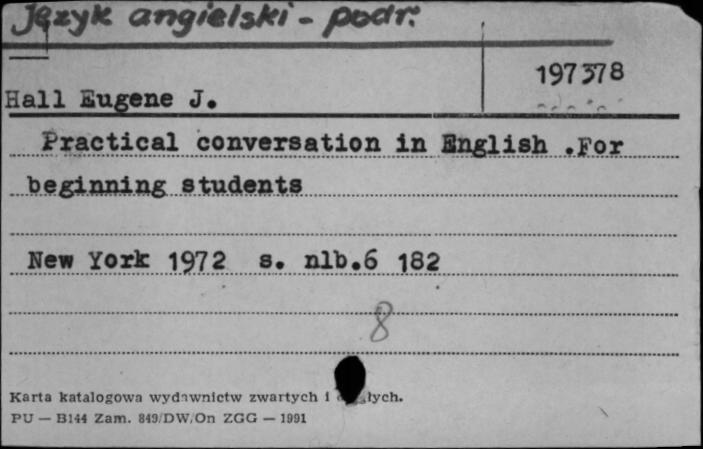 Język angielski - podr.
197378
Hall Eugene J.
Practical conversation in English .For
beginning students
New York 1972 s. nlb.6 182
8
Karta katalogowa wydawnictw zwartych i
PU — B144 Zam. 849/DW/On ZGG — 1991